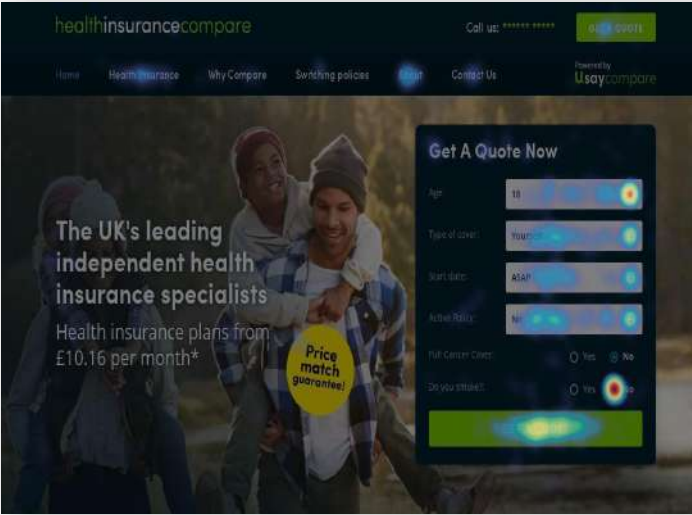 healthinsurancecompare
Call us: ****** *****
QUOTE
Home
Health Insurance
Why Compare
Switching policies
About
Contact Us
Powered by
Usaycompare
Get A Quote Now
Age:
18
Type of cover:
Start date:
ASAP
Active Policy:
Full Cancer Cover:
Yes
No
Do you smoke?:
Yes
The UK's leading
independent health
insurance specialists
Health insurance plans from
£10.16 per month*
Price
match
guarantee!